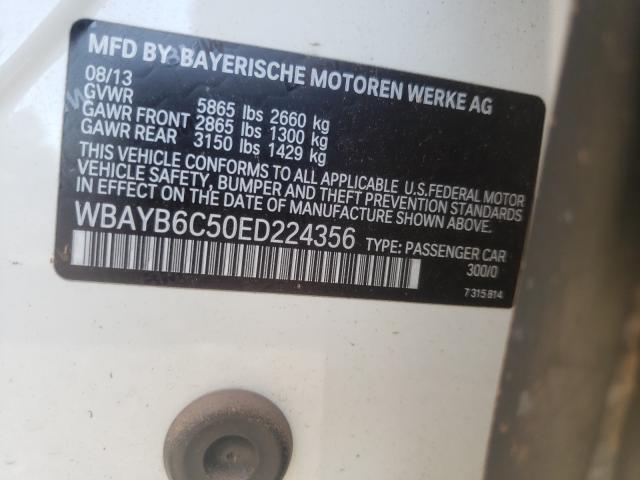 MFD BY BAYERISCHE MOTOREN WERKE AG
08/13
GVWR 5865 lbs 2660 kg
GAWR FRONT 2865 lbs 1300 kg
GAWR REAR 3150 lbs 1429 kg
THIS VEHICLE CONFORMS TO ALL APPLICABLE U.S.FEDERAL MOTOR
VEHICLE SAFETY, BUMPER AND THEFT PREVENTION STANDARDS
IN EFFECT ON THE DATE OF MANUFACTURE SHOWN ABOVE.
WBAYB6C50ED224356 TYPE: PASSENGER CAR
300/0
7 315 814